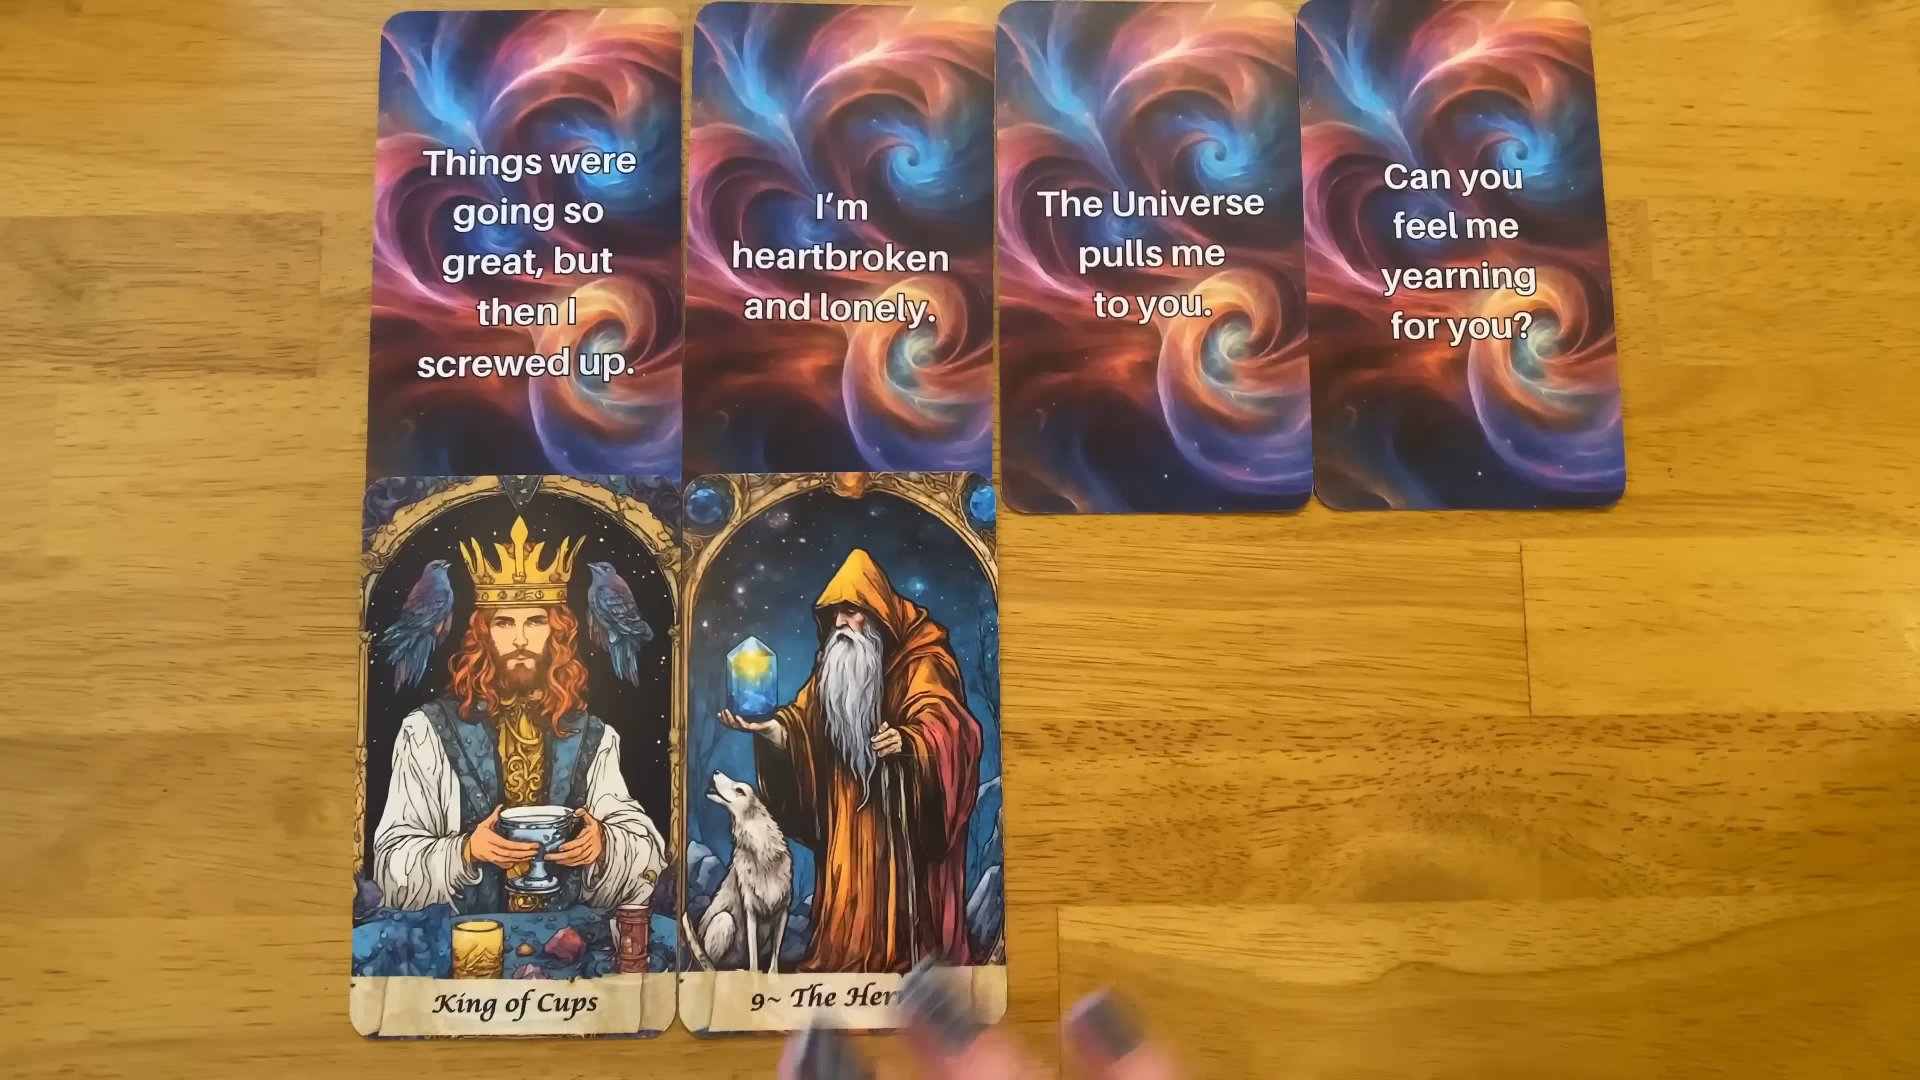 Things were
going so
great, but
then I
screwed up.
I'm
heartbroken
and lonely.
The Universe
pulls me
to you.
Can you
feel me
yearning
for you?
King of Cups
9~ The